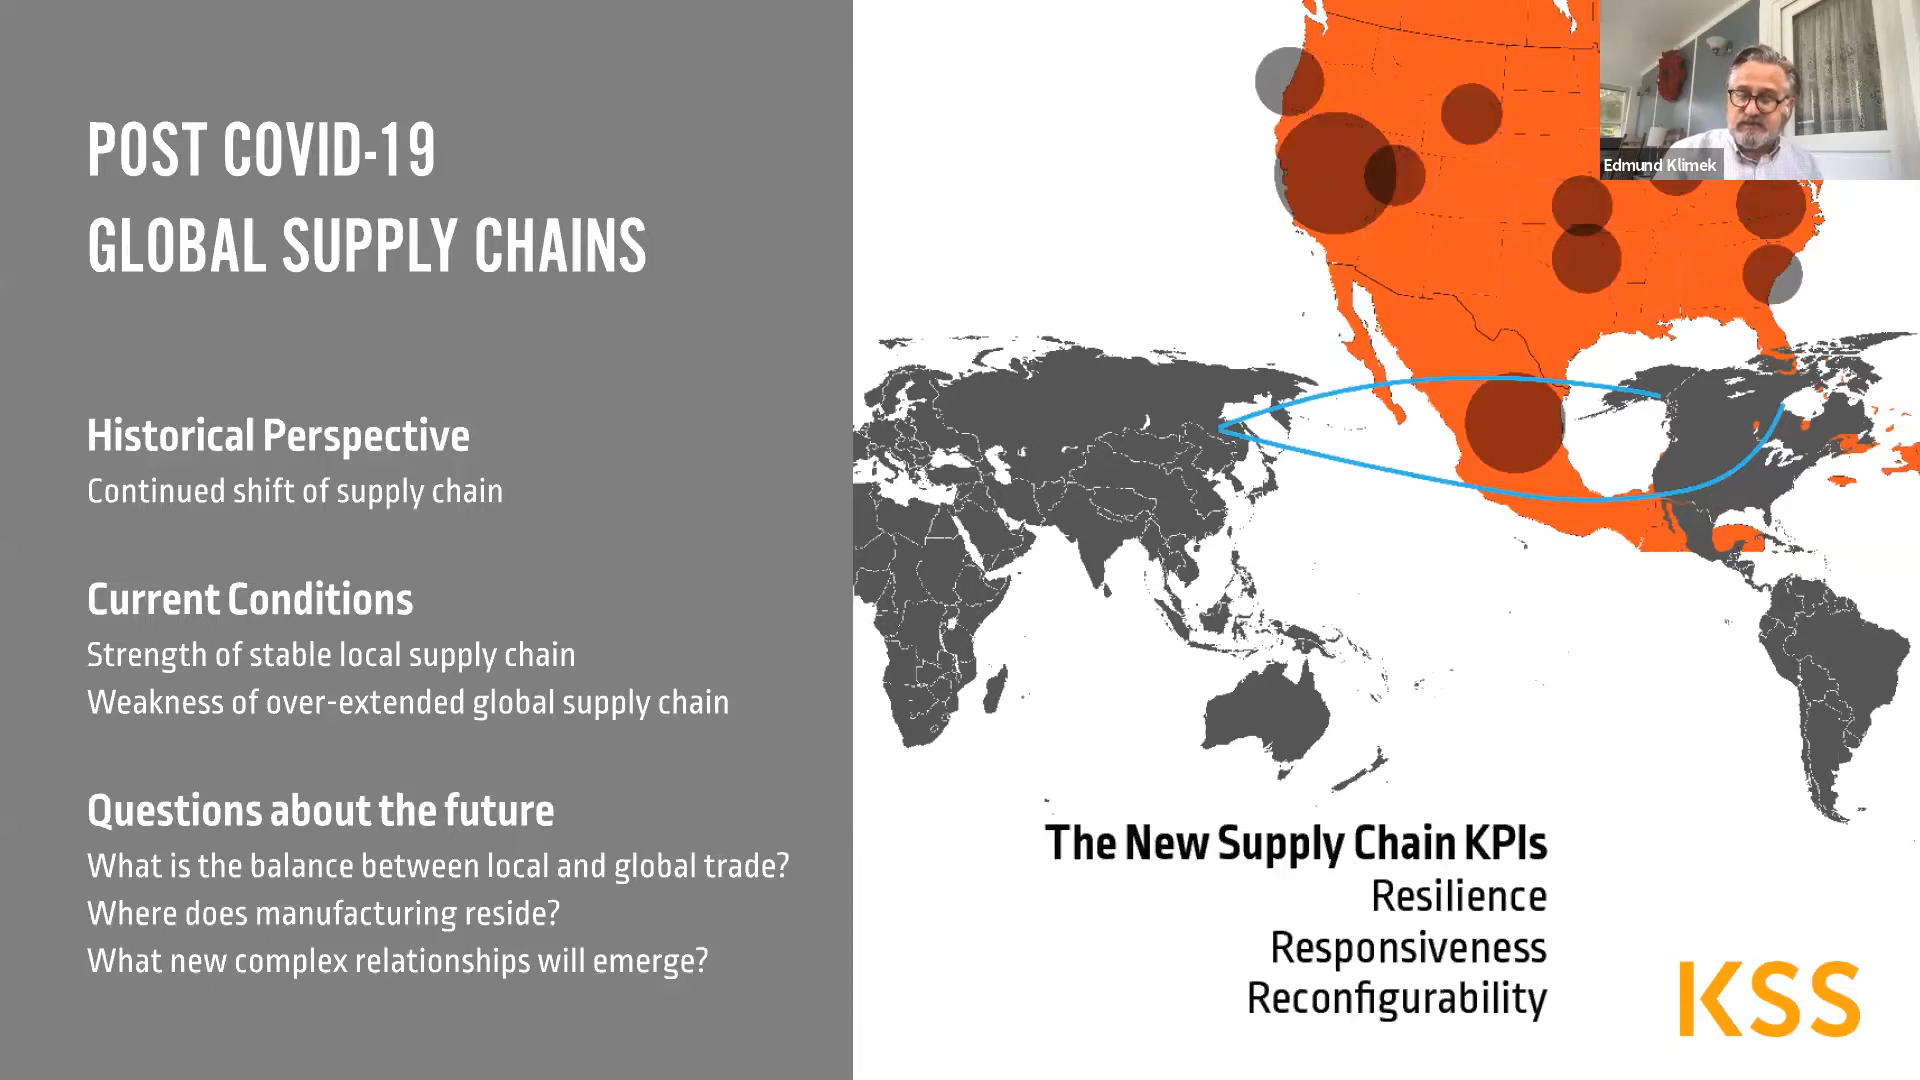 POST COVID-19
GLOBAL SUPPLY CHAINS
Historical Perspective
Continued shift of supply chain
Current Conditions
Strength of stable local supply chain
Weakness of over-extended global supply chain
Questions about the future
What is the balance between local and global trade?
Where does manufacturing reside?
What new complex relationships will emerge?
Edmund Klimek
The New Supply Chain KPIs
Resilience
Responsiveness
Reconfigurability
KSS